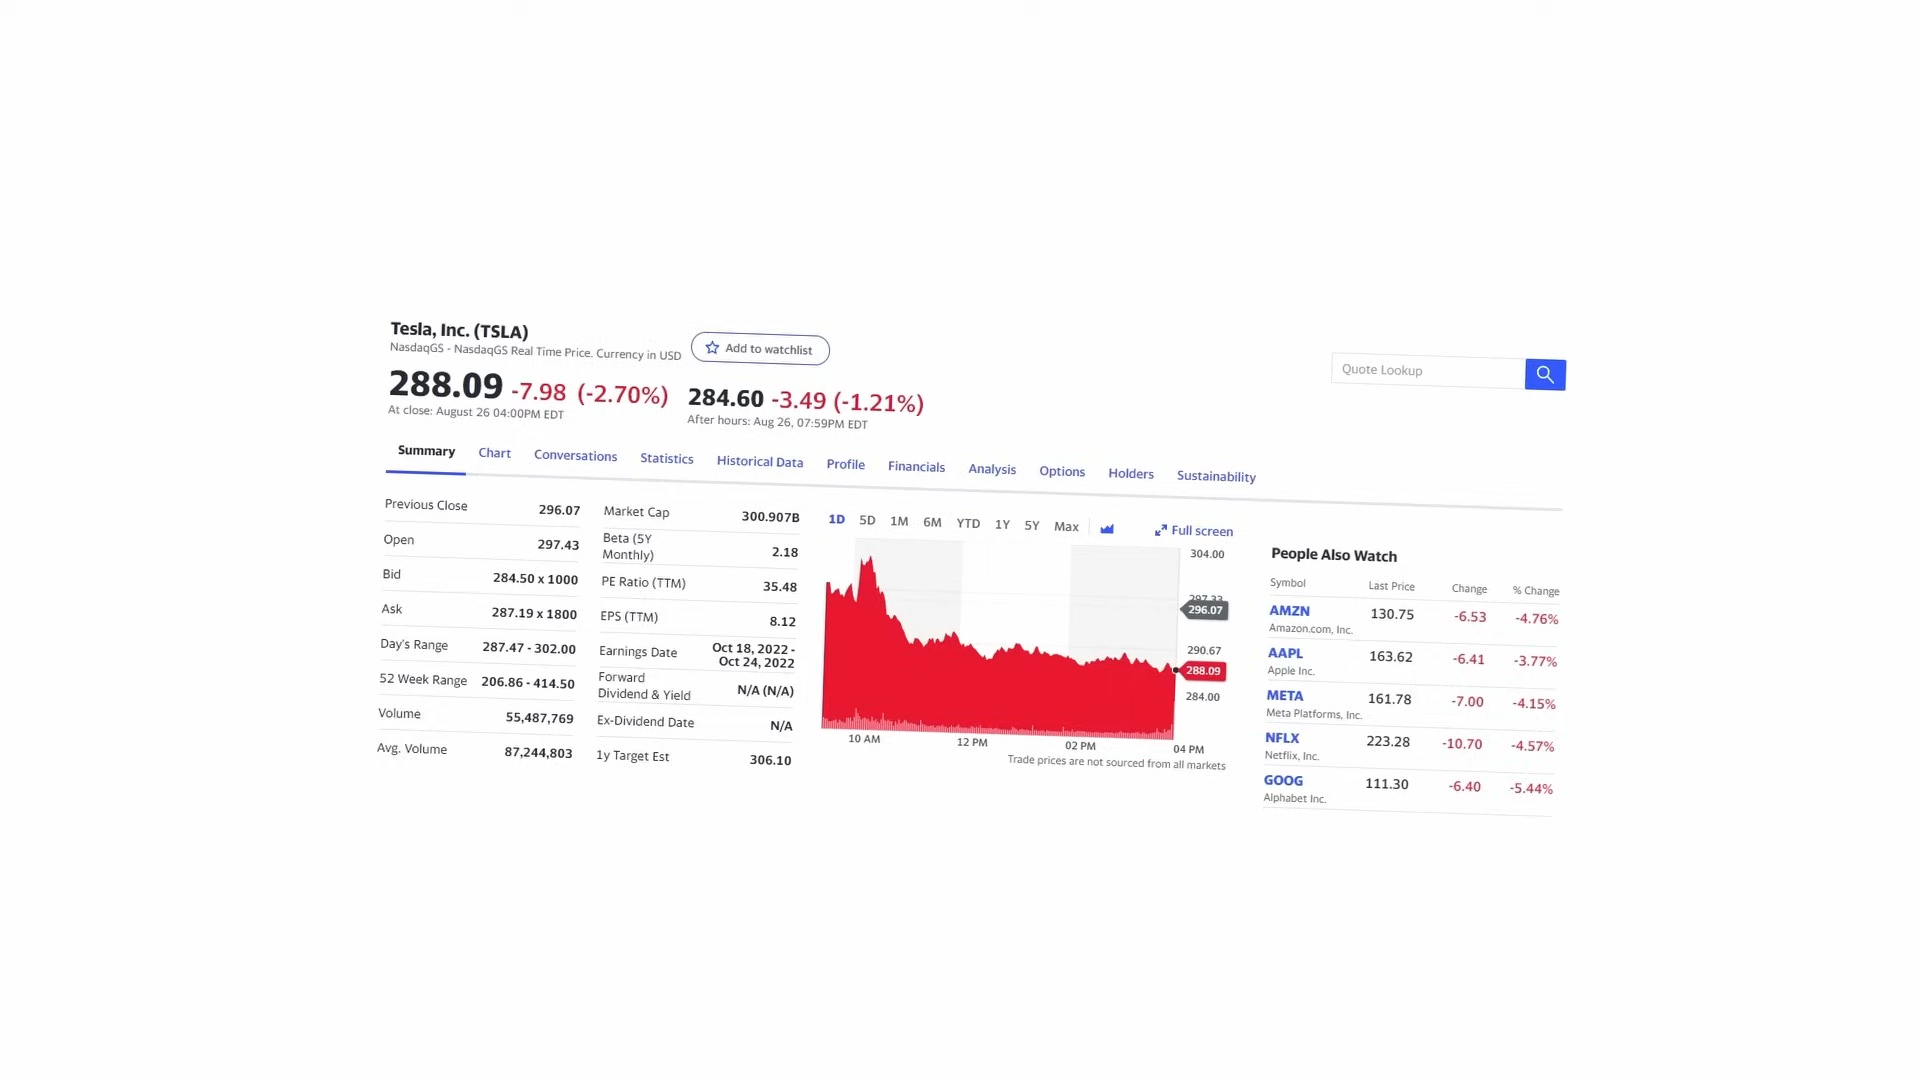 Tesla, Inc. (TSLA)
NasdaqGS - NasdaqGS Real Time Price. Currency in USD
Add to watchlist
Quote Lookup
288.09 -7.98 (-2.70%)
At close: August 26 04:00PM EDT
284.60 -3.49 (-1.21%)
After hours: Aug 26, 07:59PM EDT
Summary Chart Conversations Statistics Historical Data Profile Financials Analysis Options Holders Sustainability
Previous Close 296.07
Open 297.43
Bid 284.50 x 1000
Ask 287.19 x 1800
Day's Range 287.47 - 302.00
52 Week Range 206.86 - 414.50
Volume 55,487,769
Avg. Volume 87,244,803
Market Cap 300.907B
Beta (5Y
Monthly) 2.18
PE Ratio (TTM) 35.48
EPS (TTM) 8.12
Earnings Date Oct 18, 2022 -
Oct 24, 2022
Forward
Dividend & Yield N/A (N/A)
Ex-Dividend Date N/A
1y Target Est 306.10
1D 5D 1M 6M YTD 1Y 5Y Max Full screen
304.00
297.33
296.07
290.67
288.09
284.00
10 AM 12 PM 02 PM 04 PM
Trade prices are not sourced from all markets
People Also Watch
Symbol Last Price Change % Change
AMZN 130.75 -6.53 -4.76%
Amazon.com, Inc.
AAPL 163.62 -6.41 -3.77%
Apple Inc.
META 161.78 -7.00 -4.15%
Meta Platforms, Inc.
NFLX 223.28 -10.70 -4.57%
Netflix, Inc.
GOOG 111.30 -6.40 -5.44%
Alphabet Inc.